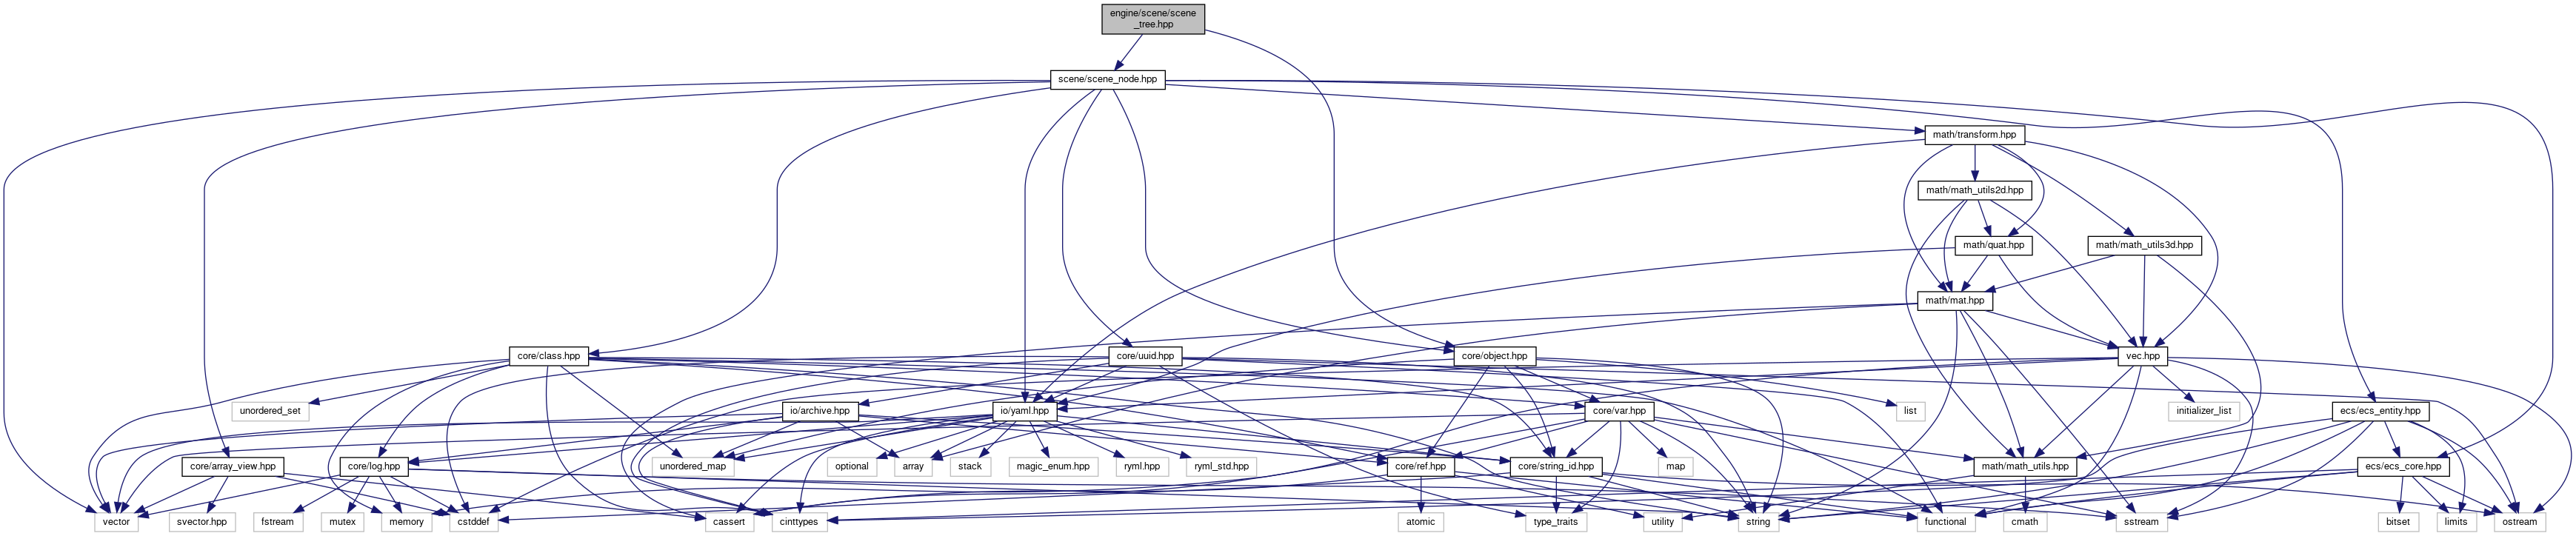 engine/scene/scene
_tree.hpp
scene/scene_node.hpp
math/transform.hpp
math/math_utils2d.hpp
math/quat.hpp
math/math_utils3d.hpp
math/mat.hpp
core/class.hpp
core/uuid.hpp
core/object.hpp
vec.hpp
unordered_set
io/archive.hpp
io/yaml.hpp
core/var.hpp
list
initializer_list
ecs/ecs_entity.hpp
core/array_view.hpp
core/log.hpp
unordered_map
optional
array
stack
magic_enum.hpp
ryml.hpp
ryml_std.hpp
core/ref.hpp
core/string_id.hpp
map
math/math_utils.hpp
ecs/ecs_core.hpp
vector
svector.hpp
fstream
mutex
memory
cstddef
cassert
cinttypes
atomic
type_traits
utility
string
functional
cmath
sstream
bitset
limits
ostream